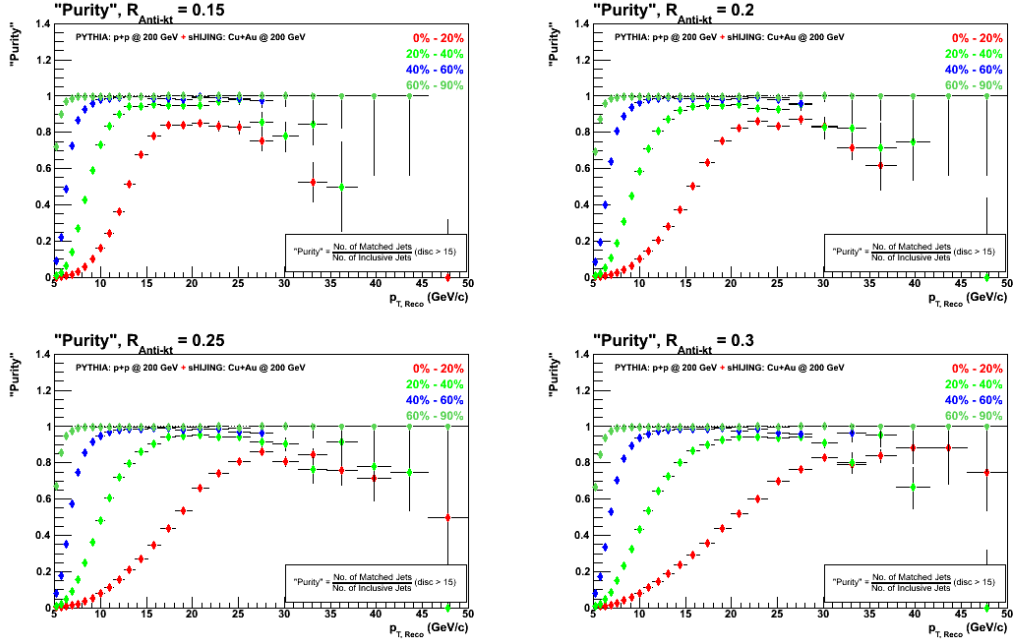 "Purity", R Anti-kt = 0.15
"Purity"
1.4
1.2
1
0.8
0.6
0.4
0.2
0
PYTHIA: p+p @ 200 GeV + sHIJING: Cu+Au @ 200 GeV
0% - 20%
20% - 40%
40% - 60%
60% - 90%
"Purity" = No. of Matched Jets / No. of Inclusive Jets (disc > 15)
5 10 15 20 25 30 35 40 45 50
p T, Reco (GeV/c)
"Purity", R Anti-kt = 0.2
"Purity"
1.4
1.2
1
0.8
0.6
0.4
0.2
0
PYTHIA: p+p @ 200 GeV + sHIJING: Cu+Au @ 200 GeV
0% - 20%
20% - 40%
40% - 60%
60% - 90%
"Purity" = No. of Matched Jets / No. of Inclusive Jets (disc > 15)
5 10 15 20 25 30 35 40 45 50
p T, Reco (GeV/c)
"Purity", R Anti-kt = 0.25
"Purity"
1.4
1.2
1
0.8
0.6
0.4
0.2
0
PYTHIA: p+p @ 200 GeV + sHIJING: Cu+Au @ 200 GeV
0% - 20%
20% - 40%
40% - 60%
60% - 90%
"Purity" = No. of Matched Jets / No. of Inclusive Jets (disc > 15)
5 10 15 20 25 30 35 40 45 50
p T, Reco (GeV/c)
"Purity", R Anti-kt = 0.3
"Purity"
1.4
1.2
1
0.8
0.6
0.4
0.2
0
PYTHIA: p+p @ 200 GeV + sHIJING: Cu+Au @ 200 GeV
0% - 20%
20% - 40%
40% - 60%
60% - 90%
"Purity" = No. of Matched Jets / No. of Inclusive Jets (disc > 15)
5 10 15 20 25 30 35 40 45 50
p T, Reco (GeV/c)